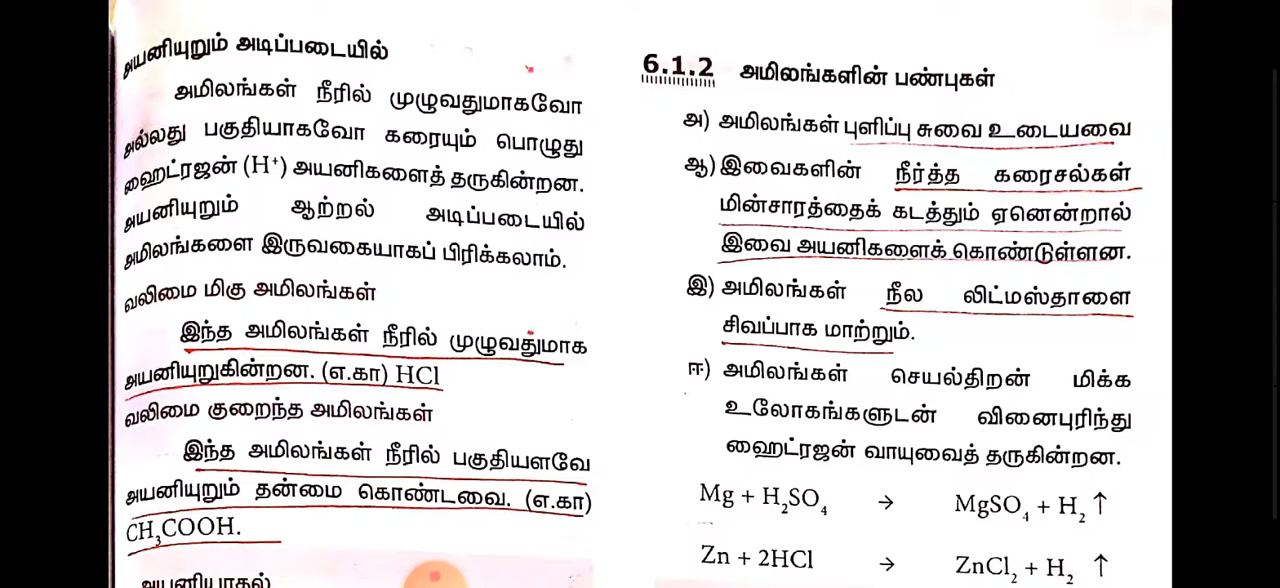 அயனியுறும் அடிப்படையில்
அமிலங்கள் நீரில் முழுவதுமாகவோ
அல்லது பகுதியாகவோ கரையும் பொழுது
ஹைட்ரஜன் (H⁺) அயனிகளைத் தருகின்றன.
அயனியுறும் ஆற்றல் அடிப்படையில்
அமிலங்களை இருவகையாகப் பிரிக்கலாம்.
வலிமை மிகு அமிலங்கள்
இந்த அமிலங்கள் நீரில் முழுவதுமாக
அயனியுறுகின்றன. (எ.கா) HCl
வலிமை குறைந்த அமிலங்கள்
இந்த அமிலங்கள் நீரில் பகுதியளவே
அயனியுறும் தன்மை கொண்டவை. (எ.கா)
CH₃COOH.
அயனியாதல்
6.1.2 அமிலங்களின் பண்புகள்
அ) அமிலங்கள் புளிப்பு சுவை உடையவை
ஆ) இவைகளின் நீர்த்த கரைசல்கள்
மின்சாரத்தைக் கடத்தும் ஏனென்றால்
இவை அயனிகளைக் கொண்டுள்ளன.
இ) அமிலங்கள் நீல லிட்மஸ்தாளை
சிவப்பாக மாற்றும்.
ஈ) அமிலங்கள் செயல்திறன் மிக்க
உலோகங்களுடன் வினைபுரிந்து
ஹைட்ரஜன் வாயுவைத் தருகின்றன.
Mg + H₂SO₄ → MgSO₄ + H₂ ↑
Zn + 2HCl → ZnCl₂ + H₂ ↑